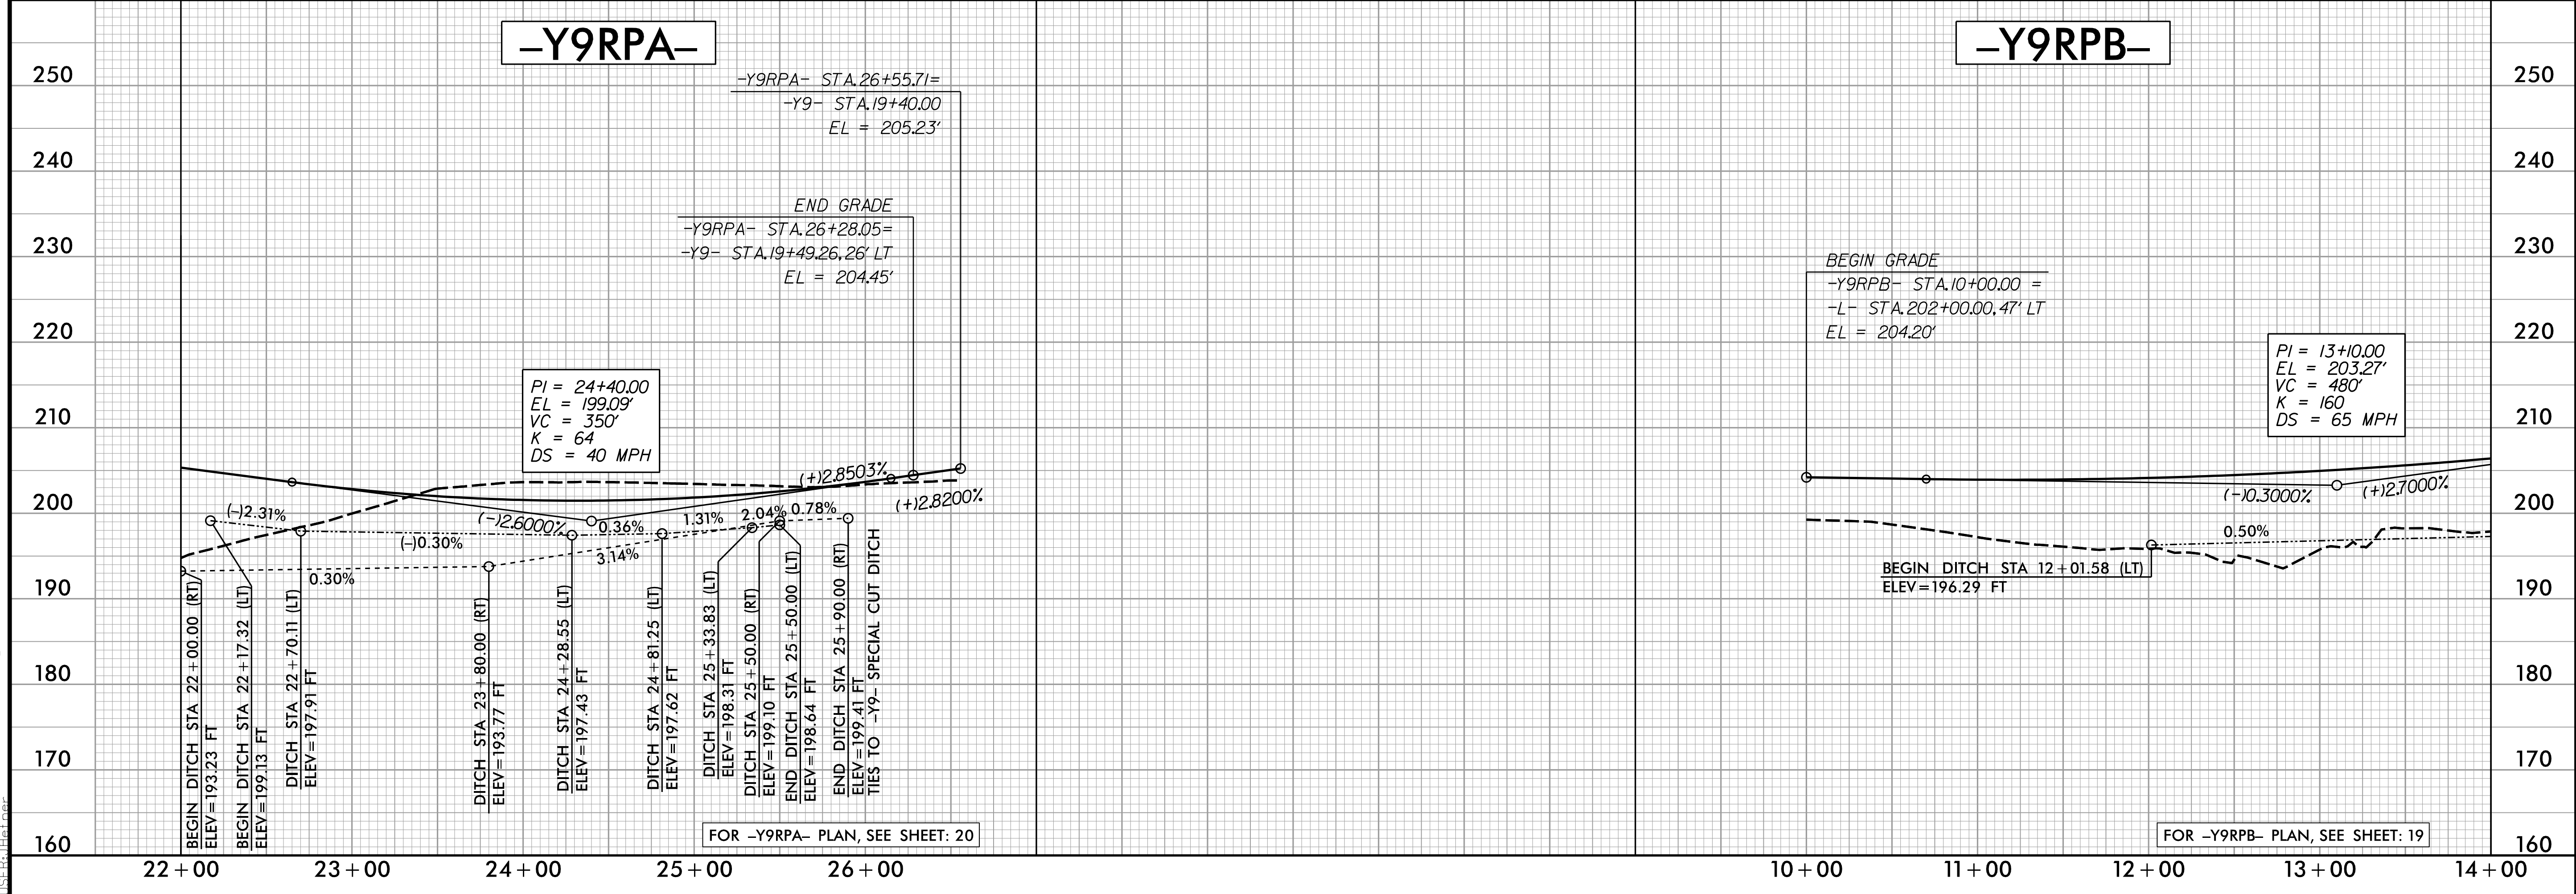 –Y9RPA–
–Y9RPB–
250
240
230
220
210
200
190
180
170
160
-Y9RPA- STA.26+55.71=
-Y9- STA.19+40.00
EL = 205.23'
END GRADE
-Y9RPA- STA.26+28.05=
-Y9- STA.19+49.26,26' LT
EL = 204.45'
PI = 24+40.00
EL = 199.09'
VC = 350'
K = 64
DS = 40 MPH
(+)2.8503%
(+)2.8200%
(-)2.6000%
(–)2.31%
(–)0.30%
0.30%
0.36%
3.14%
1.31%
2.04%
0.78%
BEGIN DITCH STA 22+00.00 (RT)
ELEV=193.23 FT
BEGIN DITCH STA 22+17.32 (LT)
ELEV=199.13 FT
DITCH STA 22+70.11 (LT)
ELEV=197.91 FT
DITCH STA 23+80.00 (RT)
ELEV=193.77 FT
DITCH STA 24+28.55 (LT)
ELEV=197.43 FT
DITCH STA 24+81.25 (LT)
ELEV=197.62 FT
DITCH STA 25+33.83 (LT)
ELEV=198.31 FT
DITCH STA 25+50.00 (RT)
ELEV=199.10 FT
END DITCH STA 25+50.00 (LT)
ELEV=198.64 FT
END DITCH STA 25+90.00 (RT)
ELEV=199.41 FT
TIES TO -Y9- SPECIAL CUT DITCH
FOR –Y9RPA– PLAN, SEE SHEET: 20
22+00
23+00
24+00
25+00
26+00
BEGIN GRADE
-Y9RPB- STA.10+00.00 =
-L- STA.202+00.00,47' LT
EL = 204.20'
PI = 13+10.00
EL = 203.27'
VC = 480'
K = 160
DS = 65 MPH
(-)0.3000%
(+)2.7000%
0.50%
BEGIN DITCH STA 12+01.58 (LT)
ELEV=196.29 FT
FOR –Y9RPB– PLAN, SEE SHEET: 19
10+00
11+00
12+00
13+00
14+00
250
240
230
220
210
200
190
180
170
160